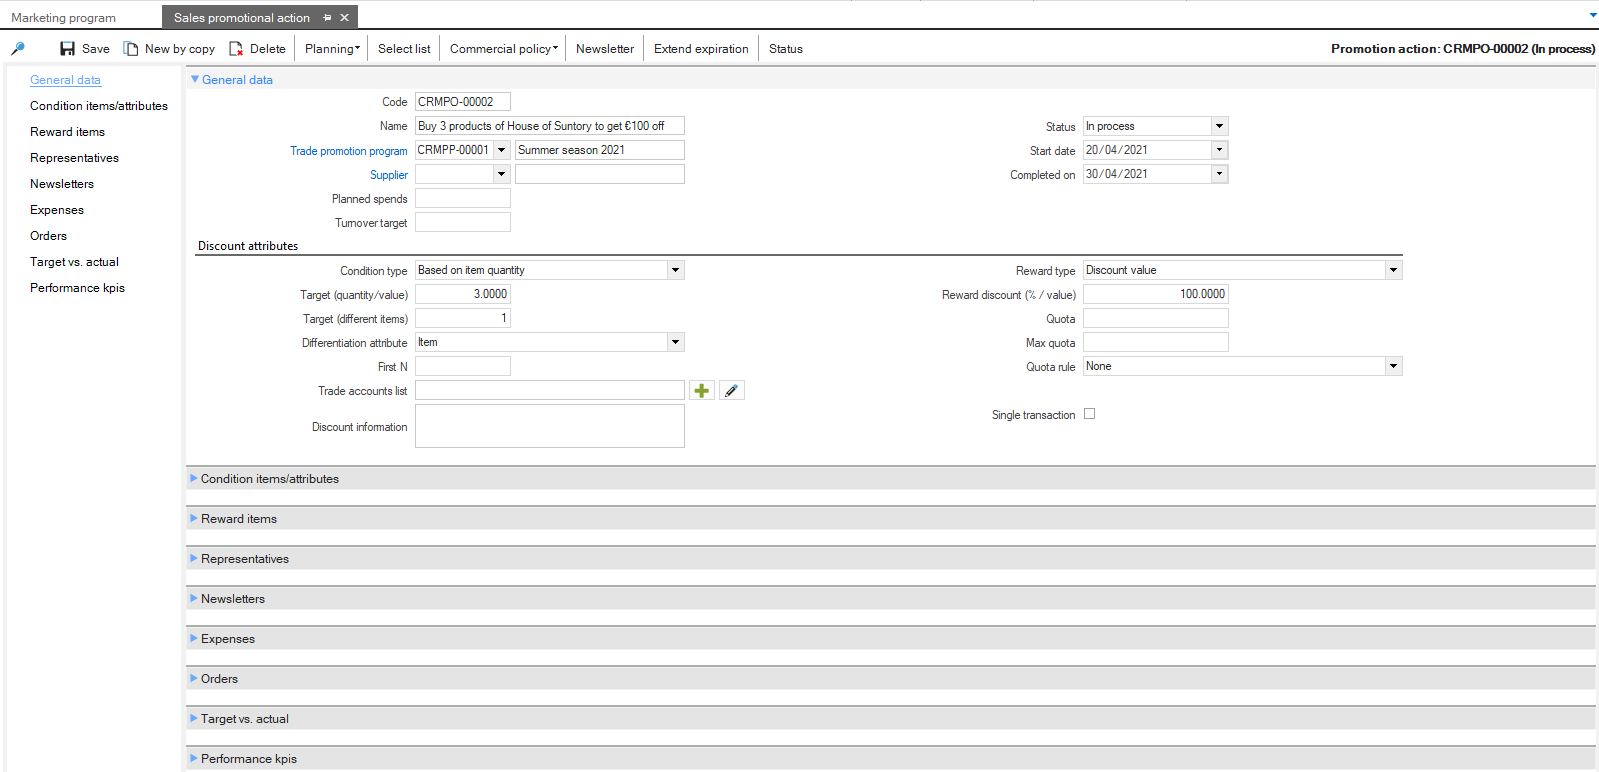 Marketing program
Sales promotional action
Save
New by copy
Delete
Planning
Select list
Commercial policy
Newsletter
Extend expiration
Status
Promotion action: CRMPO-00002 (In process)
General data
Condition items/attributes
Reward items
Representatives
Newsletters
Expenses
Orders
Target vs. actual
Performance kpis
General data
Code CRMPO-00002
Name Buy 3 products of House of Suntory to get €100 off
Status In process
Trade promotion program CRMPP-00001 Summer season 2021
Start date 20/04/2021
Supplier
Completed on 30/04/2021
Planned spends
Turnover target
Discount attributes
Condition type Based on item quantity
Reward type Discount value
Target (quantity/value) 3.0000
Reward discount (% / value) 100.0000
Target (different items) 1
Quota
Differentiation attribute Item
Max quota
First N
Quota rule None
Trade accounts list
Single transaction
Discount information
Condition items/attributes
Reward items
Representatives
Newsletters
Expenses
Orders
Target vs. actual
Performance kpis